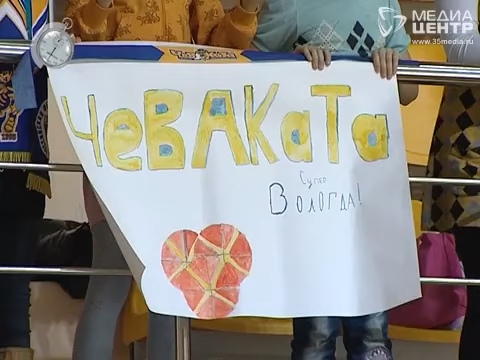 МЕДИА
ЦЕНТР
www.35media.ru
ЧеВАКаТа
Супер
ВОЛОГДА!